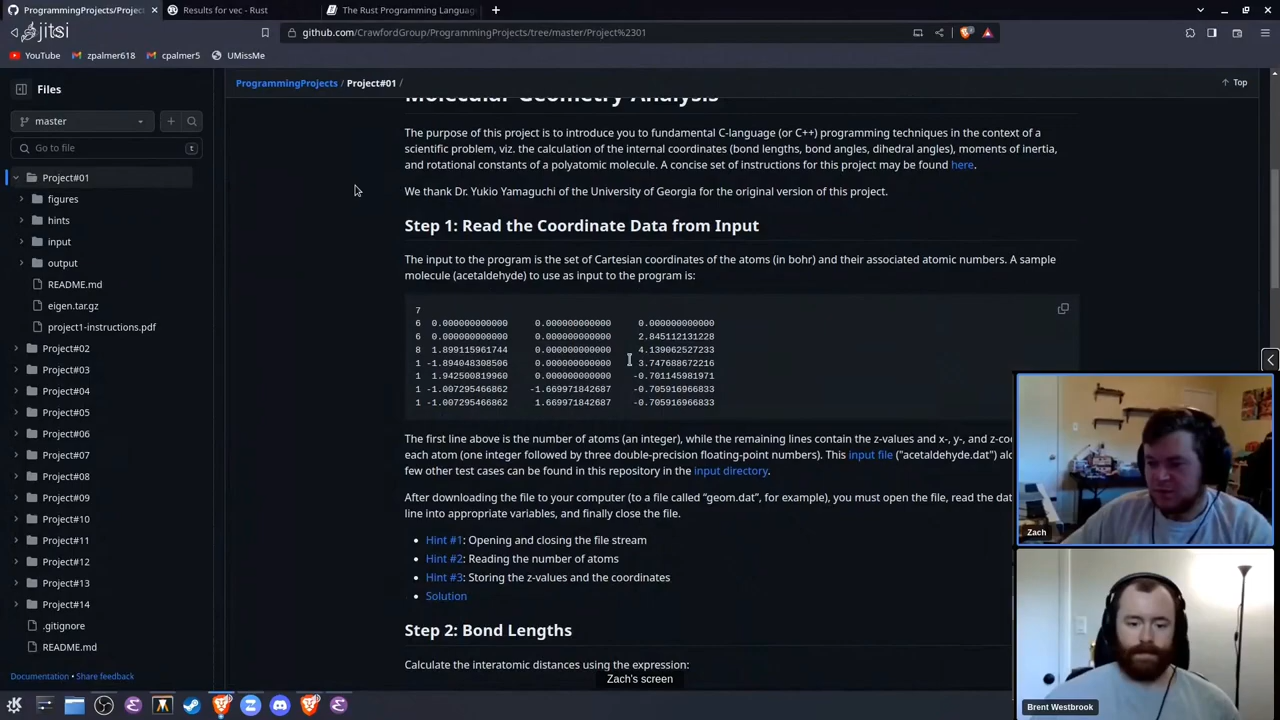 ProgrammingProjects/Projec
Results for vec - Rust
The Rust Programming Languag
jitsi
github.com/CrawfordGroup/ProgrammingProjects/tree/master/Project%2301
YouTube
zpalmer618
cpalmer5
UMissMe
Files
ProgrammingProjects / Project#01 /
Top
master
Go to file
t
Project#01
figures
hints
input
output
README.md
eigen.tar.gz
project1-instructions.pdf
Project#02
Project#03
Project#04
Project#05
Project#06
Project#07
Project#08
Project#09
Project#10
Project#11
Project#12
Project#13
Project#14
.gitignore
README.md
Documentation • Share feedback
Molecular Geometry Analysis
The purpose of this project is to introduce you to fundamental C-language (or C++) programming techniques in the context of a
scientific problem, viz. the calculation of the internal coordinates (bond lengths, bond angles, dihedral angles), moments of inertia,
and rotational constants of a polyatomic molecule. A concise set of instructions for this project may be found here.
We thank Dr. Yukio Yamaguchi of the University of Georgia for the original version of this project.
Step 1: Read the Coordinate Data from Input
The input to the program is the set of Cartesian coordinates of the atoms (in bohr) and their associated atomic numbers. A sample
molecule (acetaldehyde) to use as input to the program is:
7
6 0.000000000000 0.000000000000 0.000000000000
6 0.000000000000 0.000000000000 2.845112131228
8 1.899115961744 0.000000000000 4.139062527233
1 -1.894048308506 0.000000000000 3.747688672216
1 1.942500819960 0.000000000000 -0.701145981971
1 -1.007295466862 -1.669971842687 -0.705916966833
1 -1.007295466862 1.669971842687 -0.705916966833
The first line above is the number of atoms (an integer), while the remaining lines contain the z-values and x-, y-, and z-coo
each atom (one integer followed by three double-precision floating-point numbers). This input file ("acetaldehyde.dat") alo
few other test cases can be found in this repository in the input directory.
After downloading the file to your computer (to a file called “geom.dat”, for example), you must open the file, read the dat
line into appropriate variables, and finally close the file.
• Hint #1: Opening and closing the file stream
• Hint #2: Reading the number of atoms
• Hint #3: Storing the z-values and the coordinates
• Solution
Step 2: Bond Lengths
Calculate the interatomic distances using the expression:
Zach's screen
Zach
Brent Westbrook